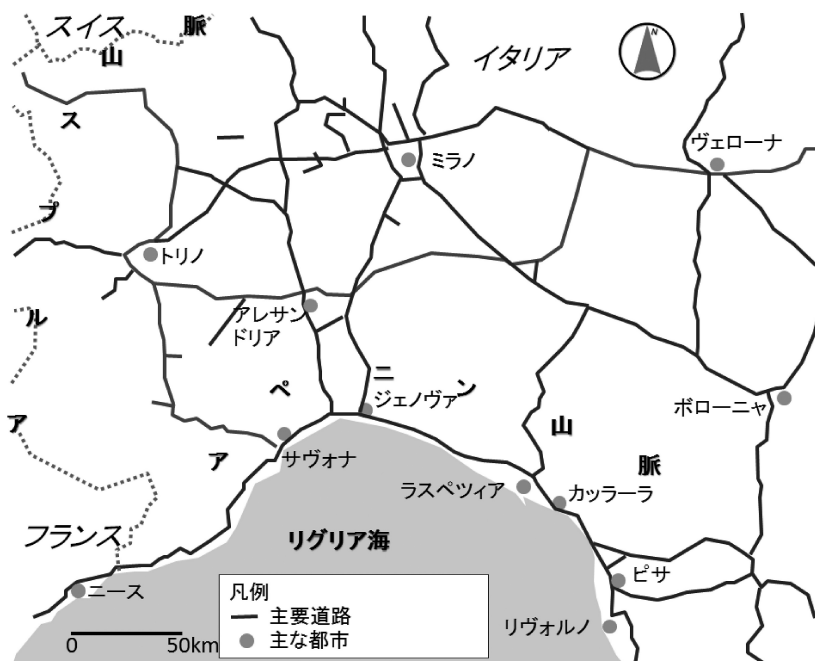 スイス
脈
山
ス
プ
ル
ア
イタリア
N
ミラノ
ヴェローナ
トリノ
アレサン
ドリア
ア
ペ
ニ
ン
山
脈
ジェノヴァ
ボローニャ
サヴォナ
ラスペツィア
カッラーラ
フランス
リグリア海
ニース
ピサ
リヴォルノ
凡例
主要道路
主な都市
0 50km